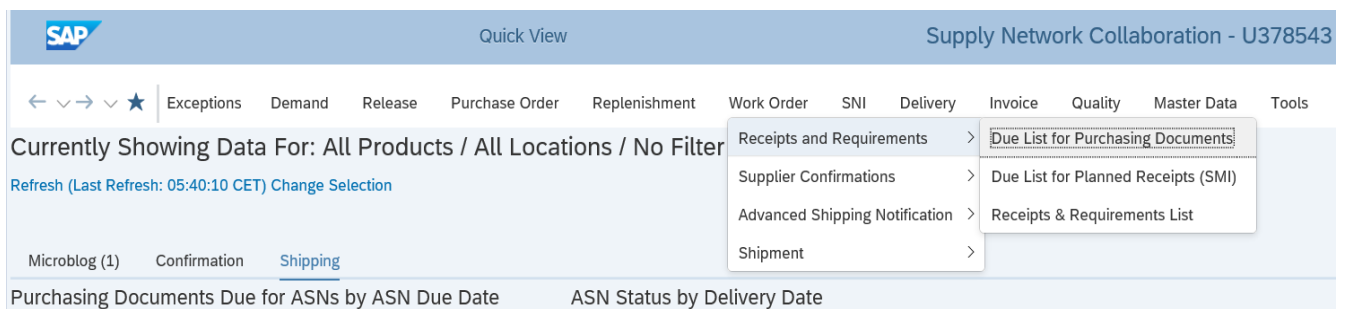 SAP Quick View Supply Network Collaboration - U378543
Exceptions Demand Release Purchase Order Replenishment Work Order SNI Delivery Invoice Quality Master Data Tools
Currently Showing Data For: All Products / All Locations / No Filter
Refresh (Last Refresh: 05:40:10 CET) Change Selection
Receipts and Requirements
Supplier Confirmations
Advanced Shipping Notification
Shipment
Due List for Purchasing Documents
Due List for Planned Receipts (SMI)
Receipts & Requirements List
Microblog (1) Confirmation Shipping
Purchasing Documents Due for ASNs by ASN Due Date ASN Status by Delivery Date